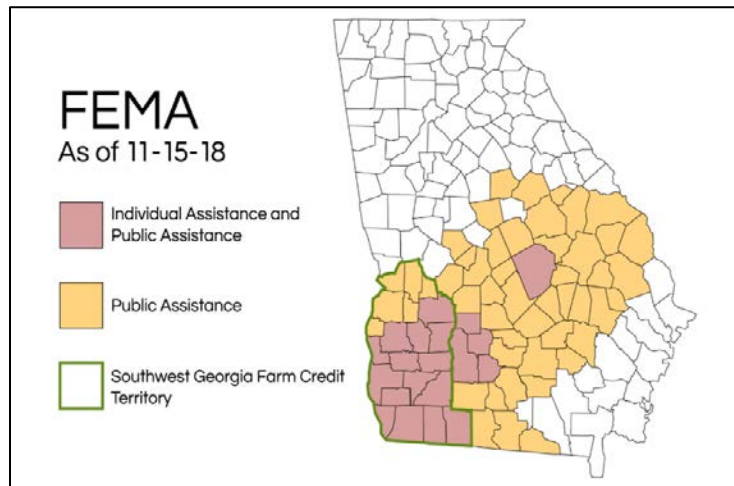 FEMA
As of 11-15-18
Individual Assistance and
Public Assistance
Public Assistance
Southwest Georgia Farm Credit
Territory